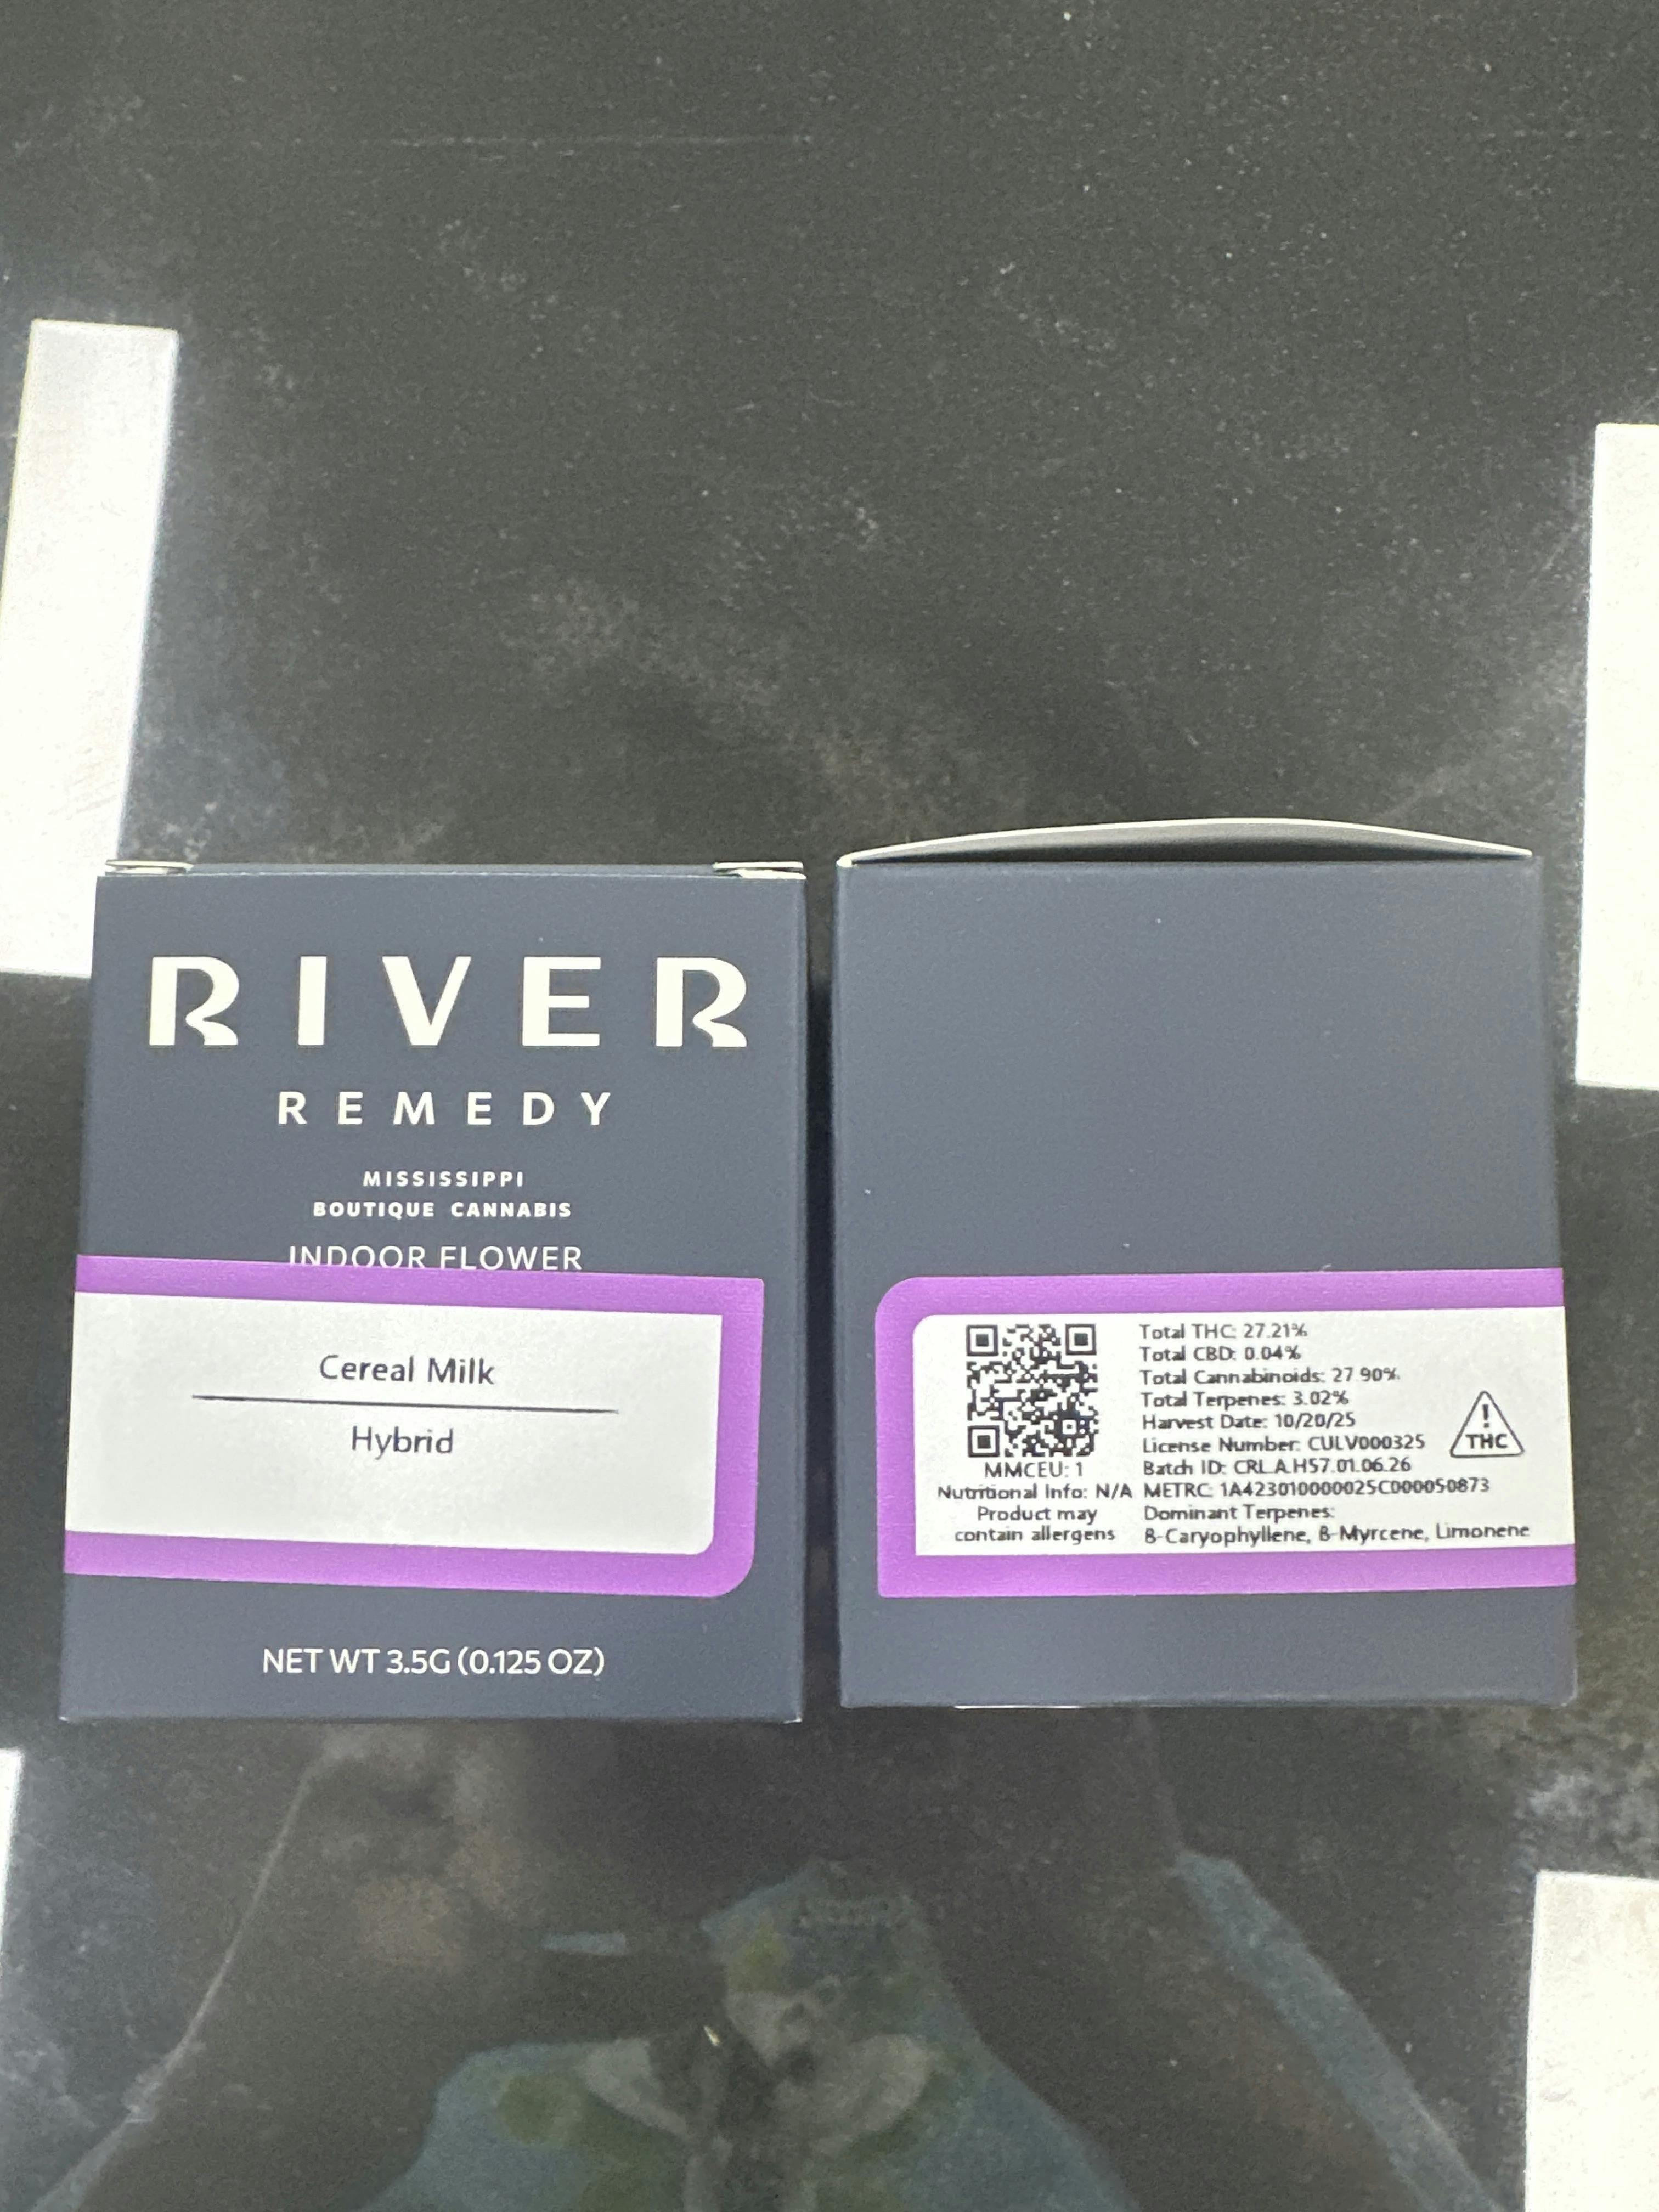 RIVER
REMEDY
MISSISSIPPI
BOUTIQUE CANNABIS
INDOOR FLOWER
Cereal Milk
Hybrid
NET WT 3.5G (0.125 OZ)
Total THC: 27.21%
Total CBD: 0.04%
Total Cannabinoids: 27.90%
Total Terpenes: 3.02%
Harvest Date: 10/20/25
License Number: CULV000325
Batch ID: CRL.A.H57.01.06.26
METRC: 1A423010000025C000050873
Dominant Terpenes:
β-Caryophyllene, β-Myrcene, Limonene
MMCEU: 1
Nutritional Info: N/A
Product may
contain allergens
!
THC